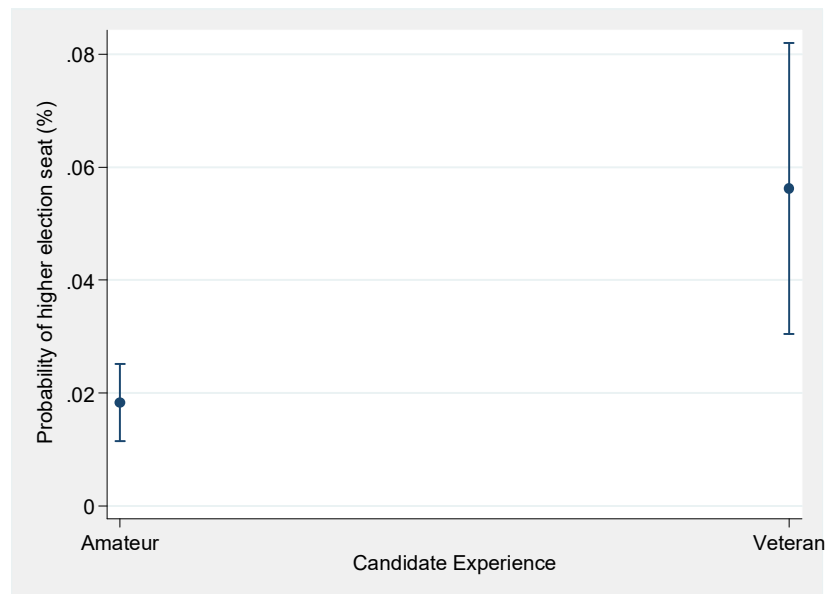 Probability of higher election seat (%)
.08
.06
.04
.02
0
Amateur
Veteran
Candidate Experience